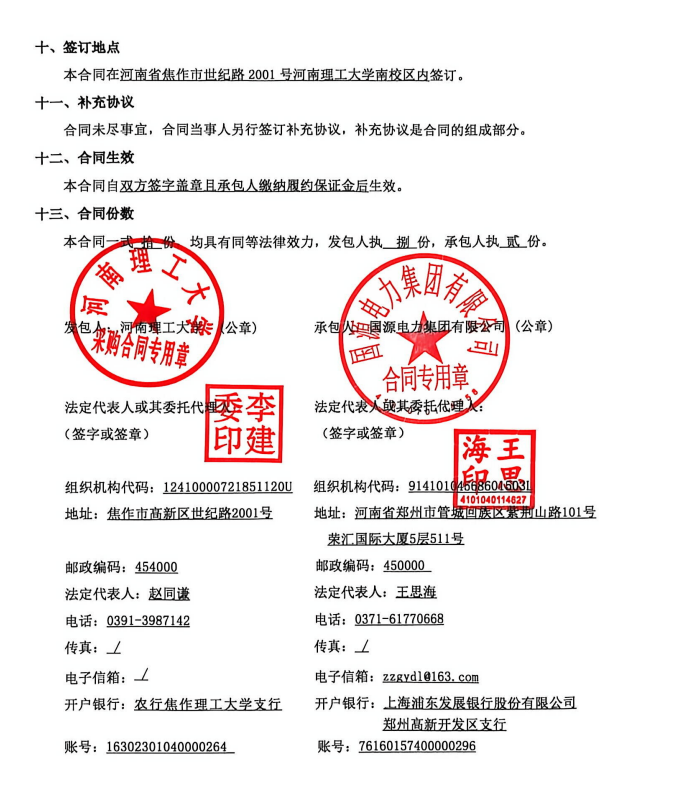 十、签订地点
本合同在河南省焦作市世纪路 2001 号河南理工大学南校区内签订。
十一、补充协议
合同未尽事宜，合同当事人另行签订补充协议，补充协议是合同的组成部分。
十二、合同生效
本合同自双方签字盖章且承包人缴纳履约保证金后生效。
十三、合同份数
本合同一式 拾 份，均具有同等法律效力，发包人执 捌 份，承包人执 贰 份。
河南理工大学
采购合同专用章
国源电力集团有限公司
合同专用章
发包人：河南理工大学（公章） 承包人：国源电力集团有限公司（公章）
法定代表人或其委托代理人： 法定代表人或其委托代理人：
（签字或签章） （签字或签章）
李建委印
王思海印
4101040114627
组织机构代码：12410000721851120U 组织机构代码：
地址：焦作市高新区世纪路2001号 地址：河南省郑州市管城回族区紫荆山路101号
荣汇国际大厦5层511号
邮政编码：454000 邮政编码：450000
法定代表人：赵同谦 法定代表人：王思海
电话：0391-3987142 电话：0371-61770668
传真：/ 传真：/
电子信箱：/ 电子信箱：zzgydl@163.com
开户银行：农行焦作理工大学支行 开户银行：上海浦东发展银行股份有限公司
郑州高新开发区支行
账号：16302301040000264 账号：76160157400000296